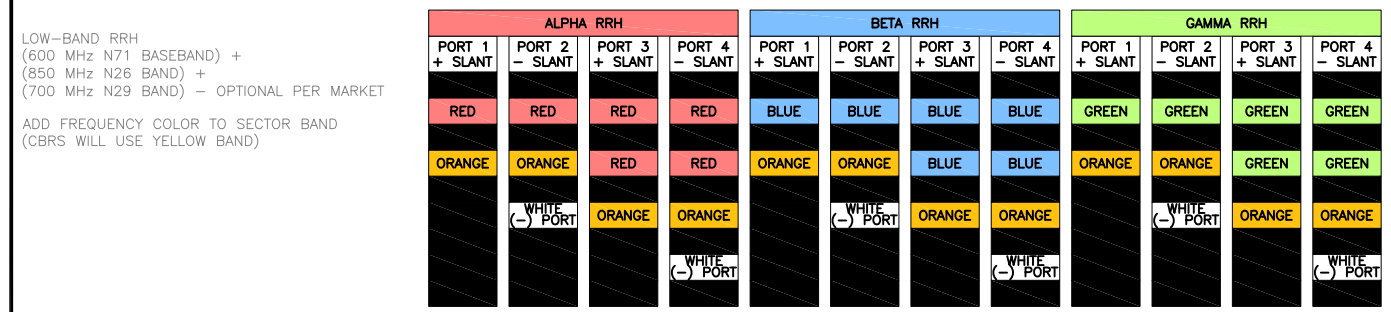 LOW-BAND RRH
(600 MHz N71 BASEBAND) +
(850 MHz N26 BAND) +
(700 MHz N29 BAND) - OPTIONAL PER MARKET
ADD FREQUENCY COLOR TO SECTOR BAND
(CBRS WILL USE YELLOW BAND)
ALPHA RRH BETA RRH GAMMA RRH
PORT 1 PORT 2 PORT 3 PORT 4 PORT 1 PORT 2 PORT 3 PORT 4 PORT 1 PORT 2 PORT 3 PORT 4
+ SLANT - SLANT + SLANT - SLANT + SLANT - SLANT + SLANT - SLANT + SLANT - SLANT + SLANT - SLANT
RED RED RED RED BLUE BLUE BLUE BLUE GREEN GREEN GREEN GREEN
ORANGE ORANGE RED RED ORANGE ORANGE BLUE BLUE ORANGE ORANGE GREEN GREEN
WHITE ORANGE ORANGE WHITE ORANGE ORANGE WHITE ORANGE ORANGE
(-) PORT (-) PORT (-) PORT
WHITE WHITE WHITE
(-) PORT (-) PORT (-) PORT